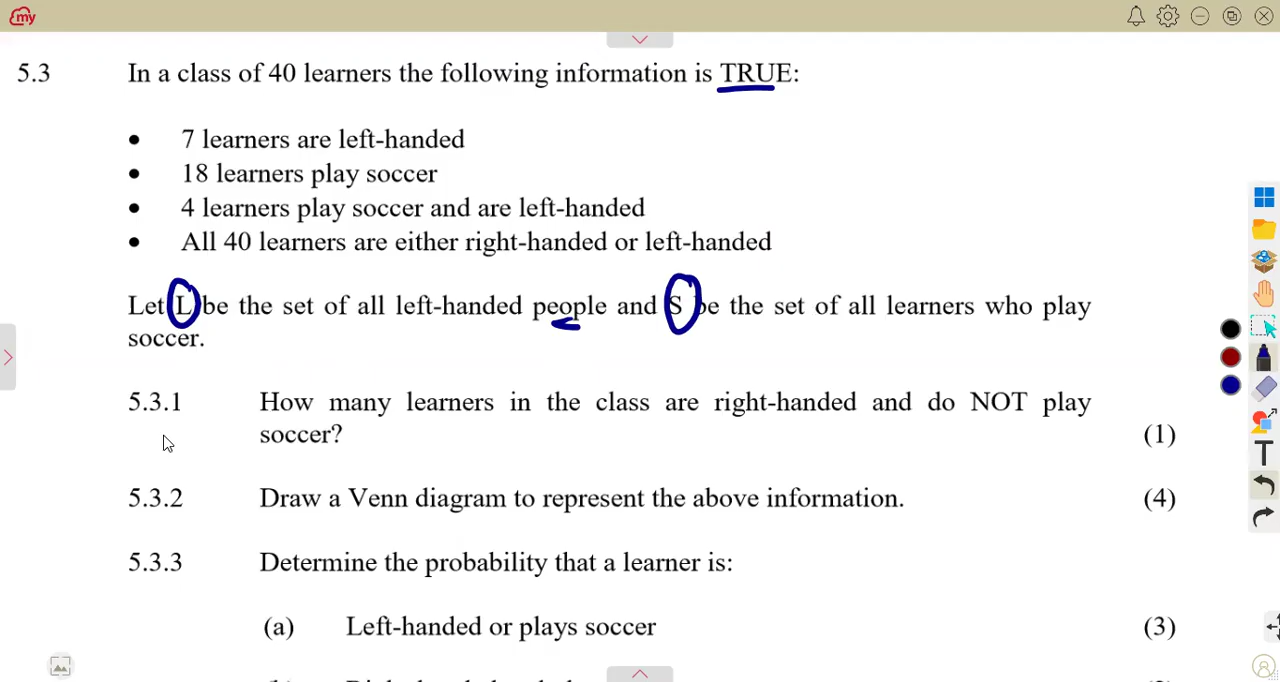 my
5.3 In a class of 40 learners the following information is TRUE:
• 7 learners are left-handed
• 18 learners play soccer
• 4 learners play soccer and are left-handed
• All 40 learners are either right-handed or left-handed
Let L be the set of all left-handed people and S be the set of all learners who play
soccer.
5.3.1 How many learners in the class are right-handed and do NOT play
soccer? (1)
5.3.2 Draw a Venn diagram to represent the above information. (4)
5.3.3 Determine the probability that a learner is:
(a) Left-handed or plays soccer (3)
T